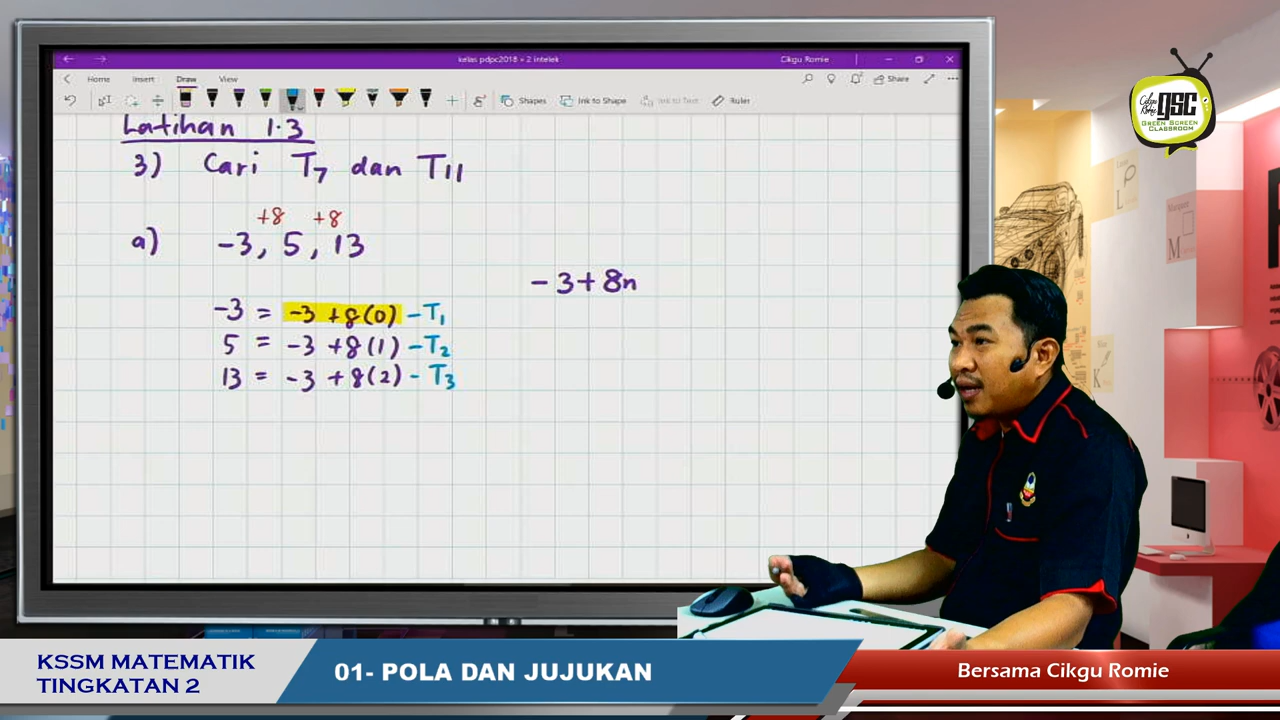 kelas pdpc2018 » 2 intelek
Cikgu Romie
Home Insert Draw View
Share
Shapes Ink to Shape Ink to Text Ruler
Latihan 1.3
3) Cari T₇ dan T₁₁
+8 +8
a) -3, 5, 13
-3 + 8n
-3 = -3 + 8(0) - T₁
5 = -3 + 8(1) - T₂
13 = -3 + 8(2) - T₃
Cikgu Romie gsc
GREEN SCREEN
CLASSROOM
L
M
K
KSSM MATEMATIK
TINGKATAN 2
01- POLA DAN JUJUKAN
Bersama Cikgu Romie